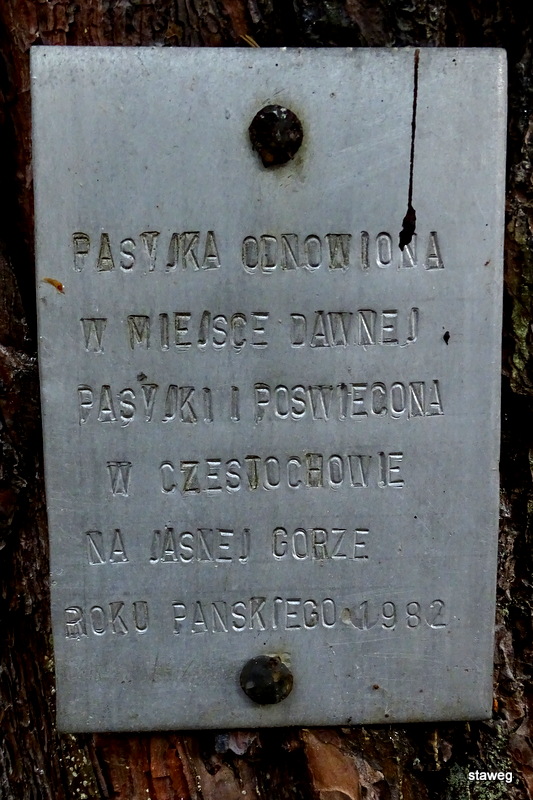 PASYJKA ODNOWIONA
W MIEJSCE DAWNEJ
PASYJKI I POSWIECONA
W CZESTOCHOWIE
NA JASNEJ GORZE
ROKU PANSKIEGO 1982
staweg